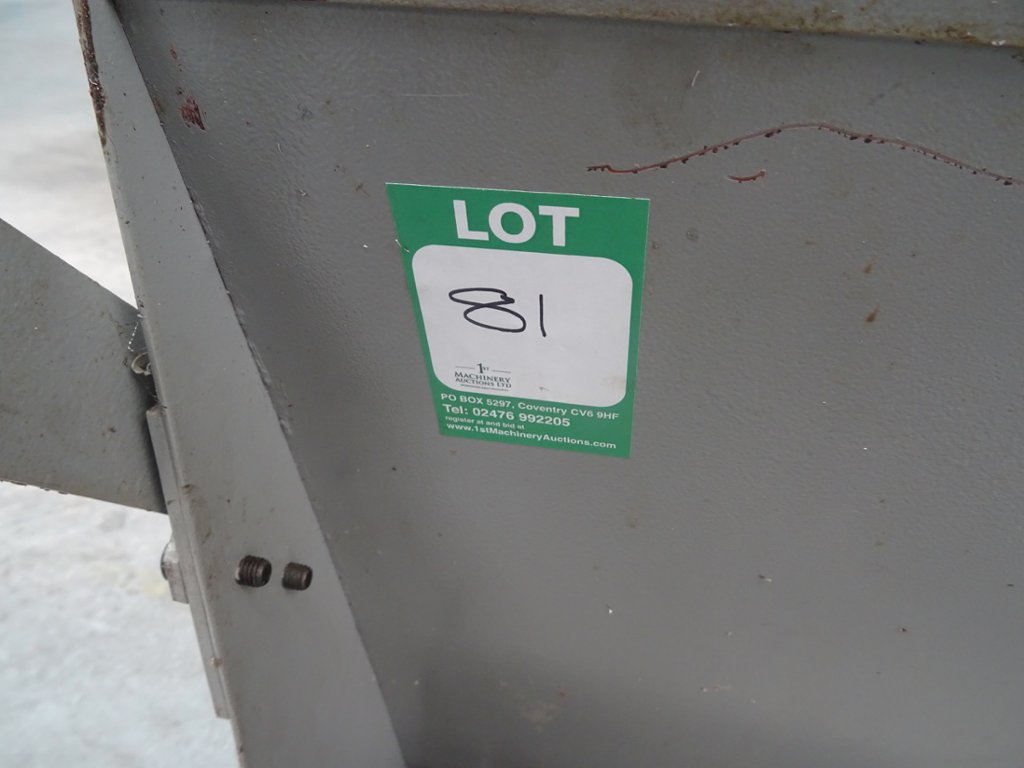 LOT
81
1ST
MACHINERY
AUCTIONS LTD
PO BOX 5297, Coventry CV6 9HF
Tel: 02476 992205
register at and bid at
www.1stMachineryAuctions.com